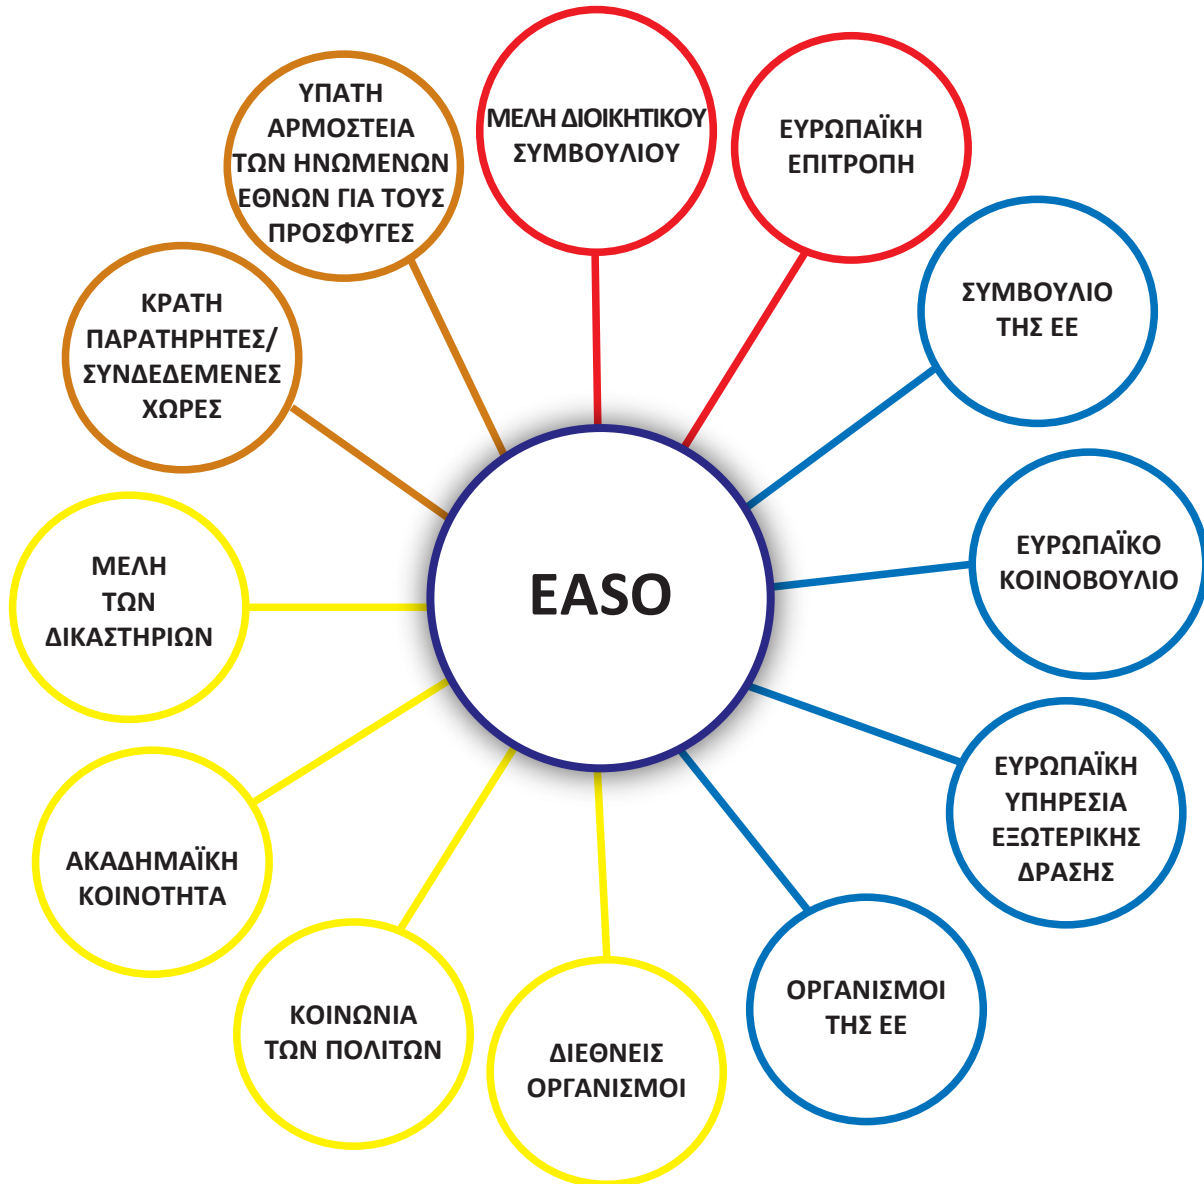 ΥΠΑΤΗ
ΑΡΜΟΣΤΕΙΑ
ΤΩΝ ΗΝΩΜΕΝΩΝ
ΕΘΝΩΝ ΓΙΑ ΤΟΥΣ
ΠΡΟΣΦΥΓΕΣ
ΜΕΛΗ ΔΙΟΙΚΗΤΙΚΟΥ
ΣΥΜΒΟΥΛΙΟΥ
ΕΥΡΩΠΑΪΚΗ
ΕΠΙΤΡΟΠΗ
ΣΥΜΒΟΥΛΙΟ
ΤΗΣ ΕΕ
ΕΥΡΩΠΑΪΚΟ
ΚΟΙΝΟΒΟΥΛΙΟ
ΕΥΡΩΠΑΪΚΗ
ΥΠΗΡΕΣΙΑ
ΕΞΩΤΕΡΙΚΗΣ
ΔΡΑΣΗΣ
ΟΡΓΑΝΙΣΜΟΙ
ΤΗΣ ΕΕ
ΔΙΕΘΝΕΙΣ
ΟΡΓΑΝΙΣΜΟΙ
ΚΟΙΝΩΝΙΑ
ΤΩΝ ΠΟΛΙΤΩΝ
ΑΚΑΔΗΜΑΪΚΗ
ΚΟΙΝΟΤΗΤΑ
ΜΕΛΗ
ΤΩΝ
ΔΙΚΑΣΤΗΡΙΩΝ
ΚΡΑΤΗ
ΠΑΡΑΤΗΡΗΤΕΣ/
ΣΥΝΔΕΔΕΜΕΝΕΣ
ΧΩΡΕΣ
EASO